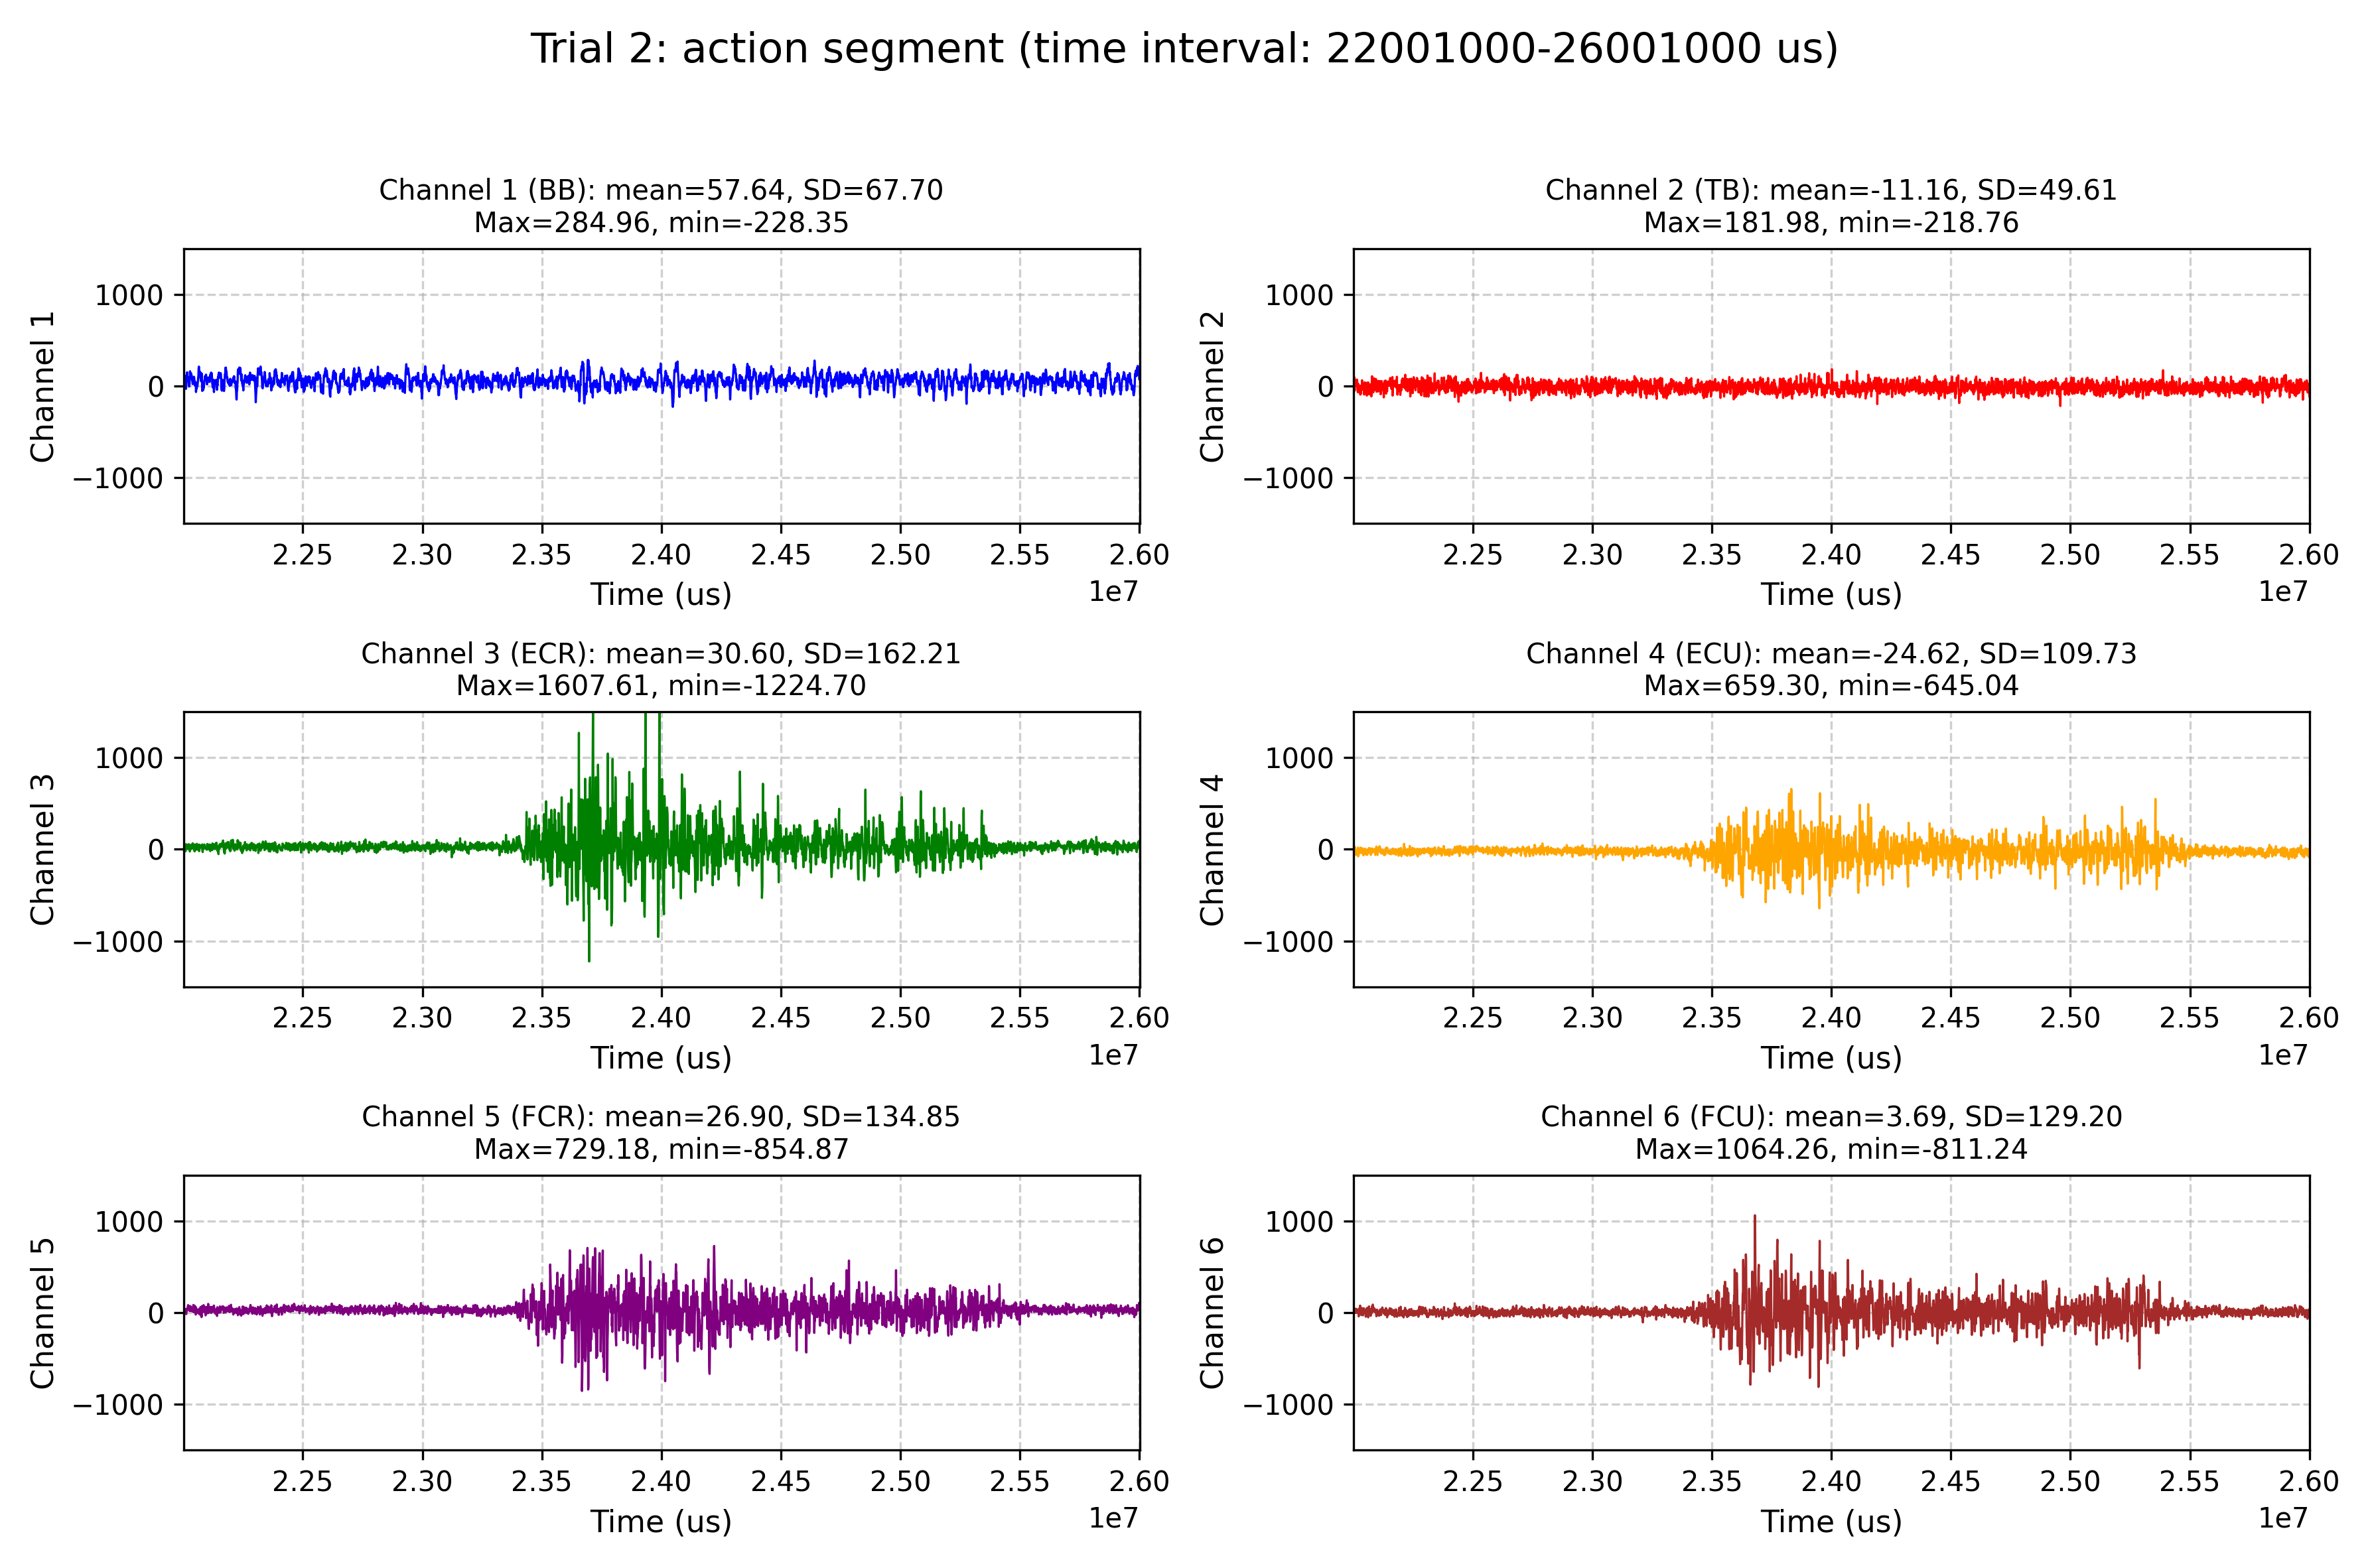 Trial 2: action segment (time interval: 22001000-26001000 us)
Channel 1 (BB): mean=57.64, SD=67.70
Max=284.96, min=-228.35
Channel 1
1000
0
−1000
2.25 2.30 2.35 2.40 2.45 2.50 2.55 2.60
1e7
Time (us)
Channel 2 (TB): mean=-11.16, SD=49.61
Max=181.98, min=-218.76
Channel 2
1000
0
−1000
2.25 2.30 2.35 2.40 2.45 2.50 2.55 2.60
1e7
Time (us)
Channel 3 (ECR): mean=30.60, SD=162.21
Max=1607.61, min=-1224.70
Channel 3
1000
0
−1000
2.25 2.30 2.35 2.40 2.45 2.50 2.55 2.60
1e7
Time (us)
Channel 4 (ECU): mean=-24.62, SD=109.73
Max=659.30, min=-645.04
Channel 4
1000
0
−1000
2.25 2.30 2.35 2.40 2.45 2.50 2.55 2.60
1e7
Time (us)
Channel 5 (FCR): mean=26.90, SD=134.85
Max=729.18, min=-854.87
Channel 5
1000
0
−1000
2.25 2.30 2.35 2.40 2.45 2.50 2.55 2.60
1e7
Time (us)
Channel 6 (FCU): mean=3.69, SD=129.20
Max=1064.26, min=-811.24
Channel 6
1000
0
−1000
2.25 2.30 2.35 2.40 2.45 2.50 2.55 2.60
1e7
Time (us)